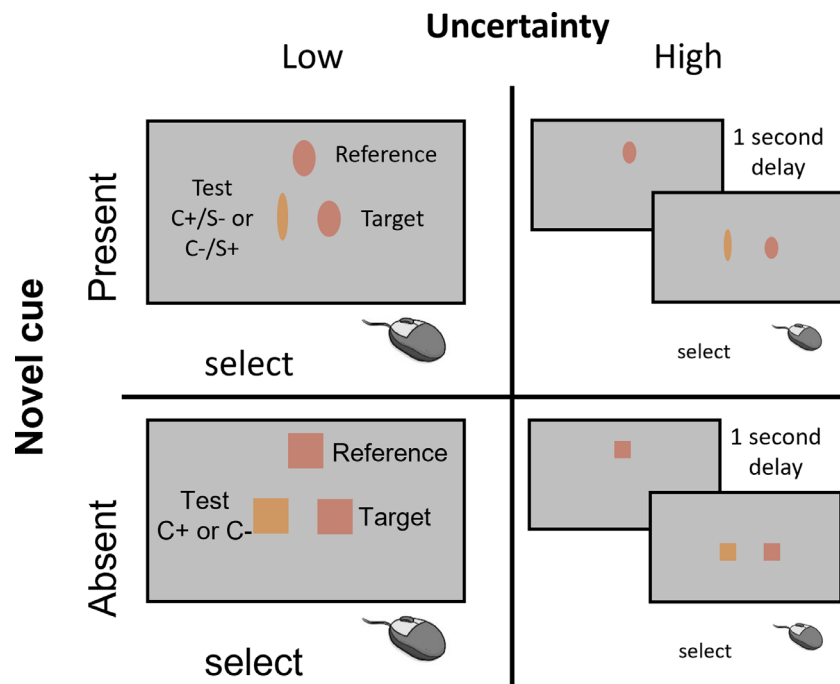 Uncertainty
Low
High
Novel cue
Present
Reference
Test
C+/S- or
C-/S+
Target
select
1 second
delay
select
Absent
Reference
Test
C+ or C-
Target
select
1 second
delay
select